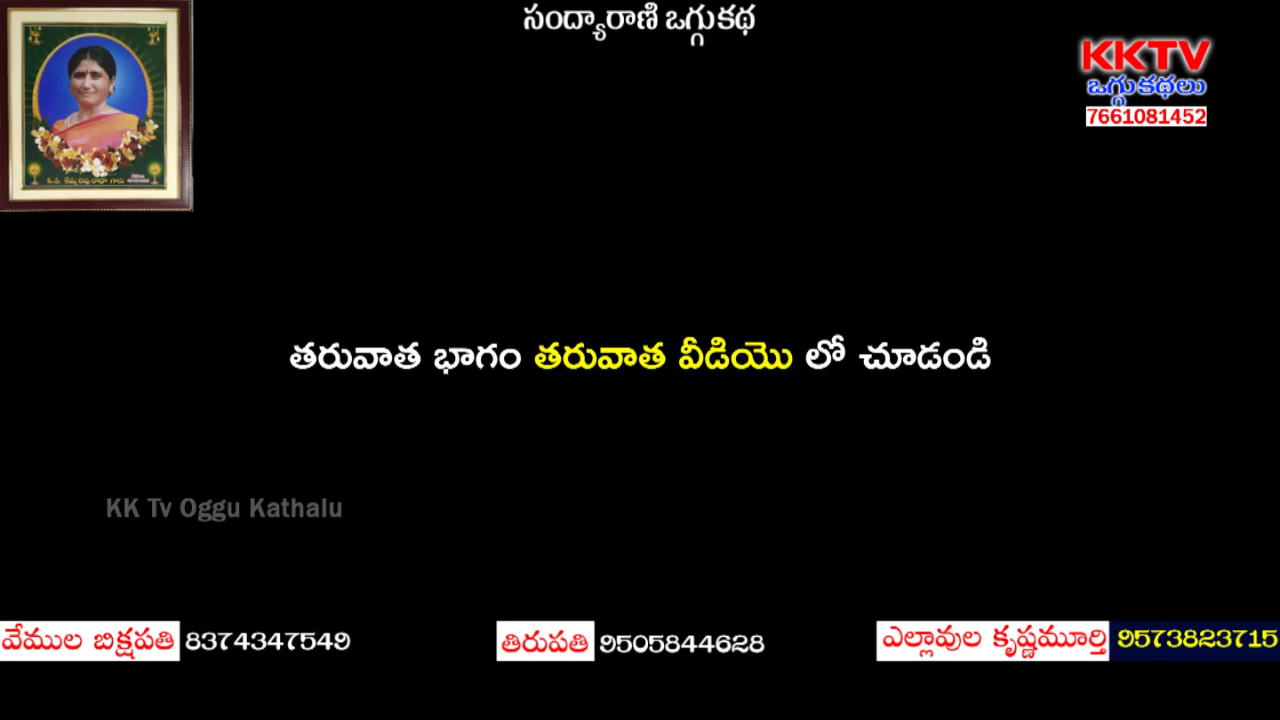 సంద్యారాణి ఒగ్గుకథ
KKTV
ఒగ్గుకథలు
7661081452
తరువాత భాగం తరువాత వీడియొ లో చూడండి
KK Tv Oggu Kathalu
వేముల బిక్షపతి 8374347549
తిరుపతి 9505844628
ఎల్లావుల కృష్ణమూర్తి 9573823715